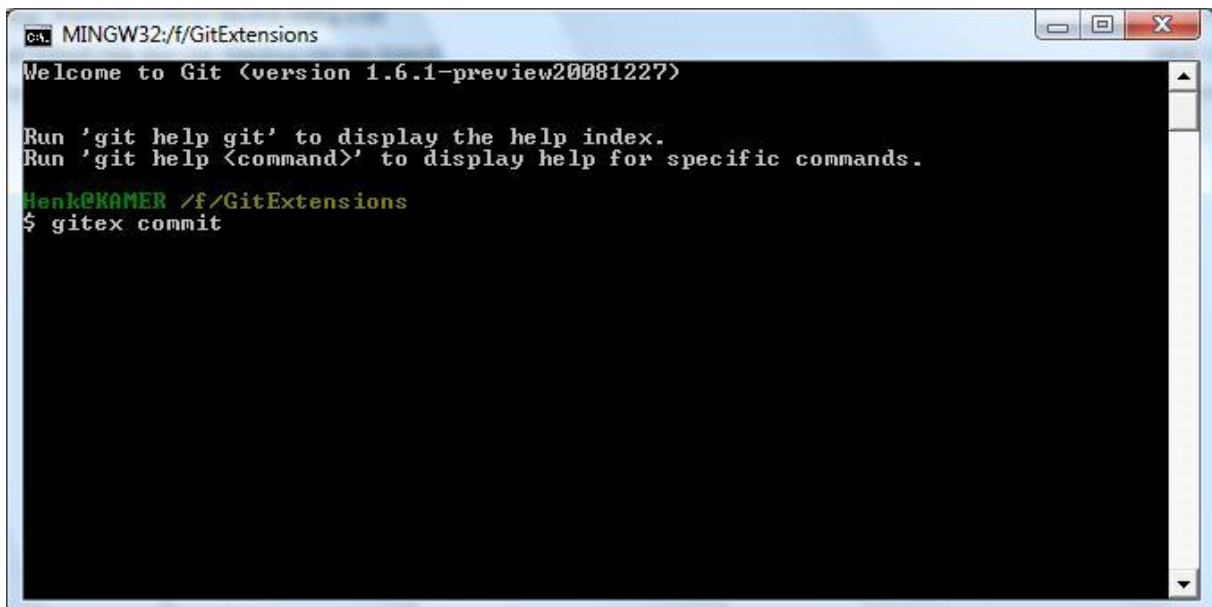 MINGW32:/f/GitExtensions
Welcome to Git (version 1.6.1-preview20081227)
Run 'git help git' to display the help index.
Run 'git help <command>' to display help for specific commands.
Henk@KAMER /f/GitExtensions
$ gitex commit